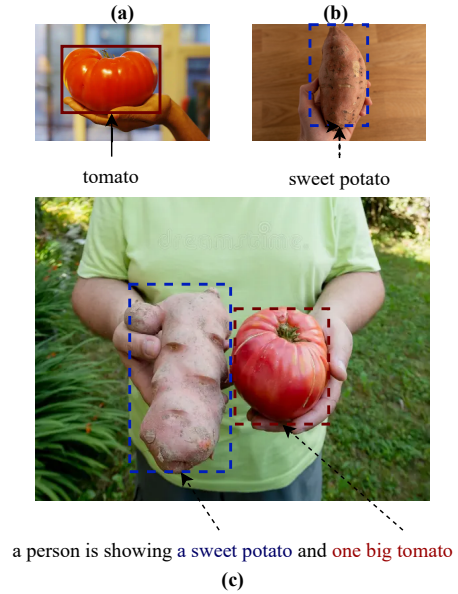 (a)
(b)
tomato
sweet potato
a person is showing a sweet potato and one big tomato
(c)